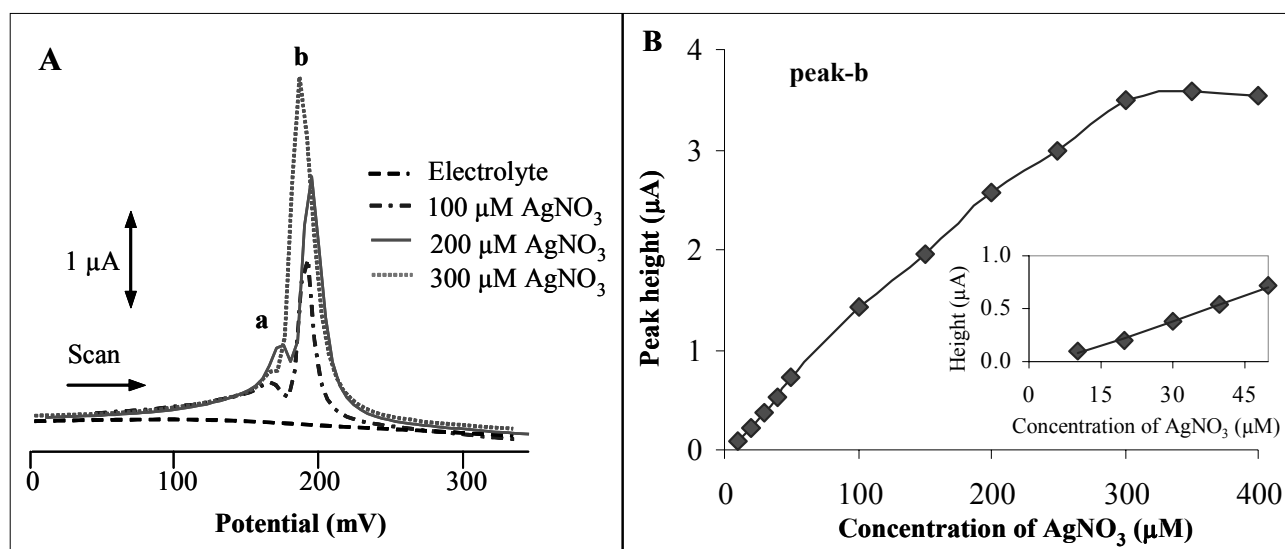 A
b
Electrolyte
100 µM AgNO₃
200 µM AgNO₃
300 µM AgNO₃
1 µA
a
Scan
0 100 200 300
Potential (mV)
B
peak-b
Peak height (µA)
4
3
2
1
0
0 100 200 300 400
Concentration of AgNO₃ (µM)
Height (µA)
1.0
0.5
0.0
0 15 30 45
Concentration of AgNO₃ (µM)